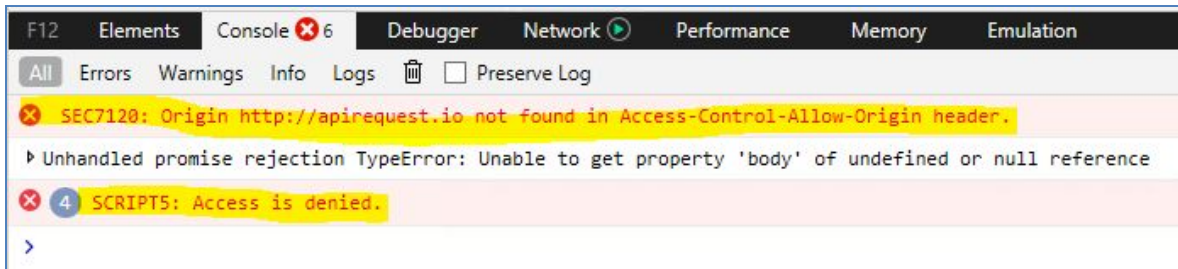 F12 Elements Console 6 Debugger Network Performance Memory Emulation
All Errors Warnings Info Logs Preserve Log
SEC7120: Origin http://apirequest.io not found in Access-Control-Allow-Origin header.
Unhandled promise rejection TypeError: Unable to get property 'body' of undefined or null reference
4 SCRIPT5: Access is denied.
>